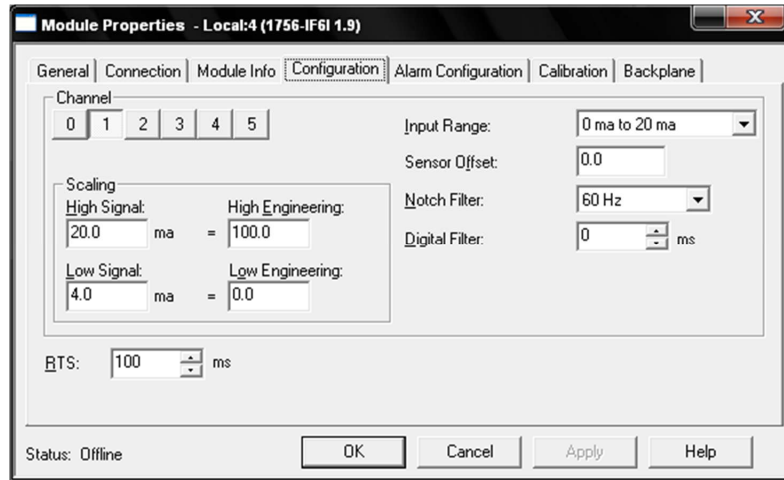 Module Properties - Local:4 (1756-IF6I 1.9)
General Connection Module Info Configuration Alarm Configuration Calibration Backplane
Channel
0 1 2 3 4 5
Input Range: 0 ma to 20 ma
Sensor Offset: 0.0
Notch Filter: 60 Hz
Digital Filter: 0 ms
Scaling
High Signal: High Engineering:
20.0 ma = 100.0
Low Signal: Low Engineering:
4.0 ma = 0.0
RTS: 100 ms
Status: Offline
OK Cancel Apply Help